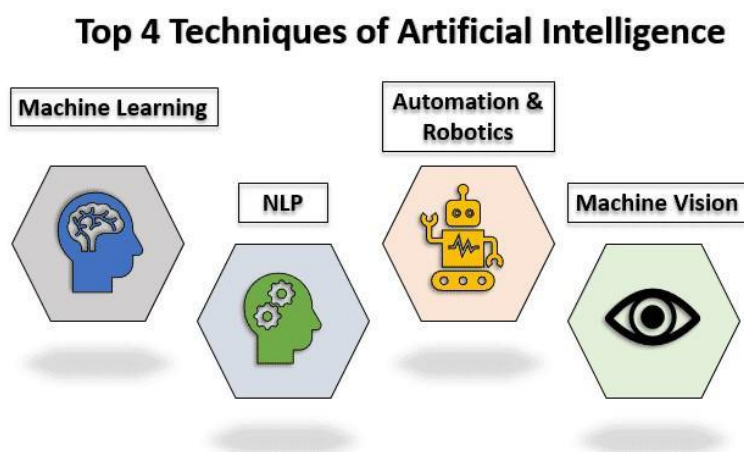 Top 4 Techniques of Artificial Intelligence
Machine Learning
NLP
Automation &
Robotics
Machine Vision